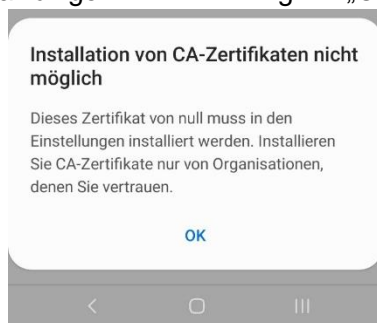 Installation von CA-Zertifikaten nicht
möglich
Dieses Zertifikat von null muss in den
Einstellungen installiert werden. Installieren
Sie CA-Zertifikate nur von Organisationen,
denen Sie vertrauen.
OK